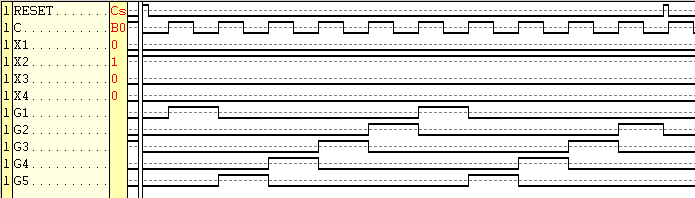 1 RESET.......... Cs
1 C.............. B0
1 X1............. 0
1 X2............. 1
1 X3............. 0
1 X4............. 0
1 G1.............
1 G2.............
1 G3.............
1 G4.............
1 G5.............